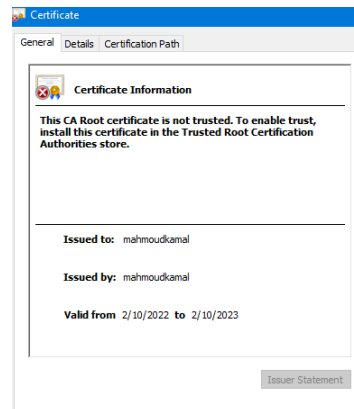 Certificate
General Details Certification Path
Certificate Information
This CA Root certificate is not trusted. To enable trust,
install this certificate in the Trusted Root Certification
Authorities store.
Issued to: mahmoudkamal
Issued by: mahmoudkamal
Valid from 2/10/2022 to 2/10/2023
Issuer Statement